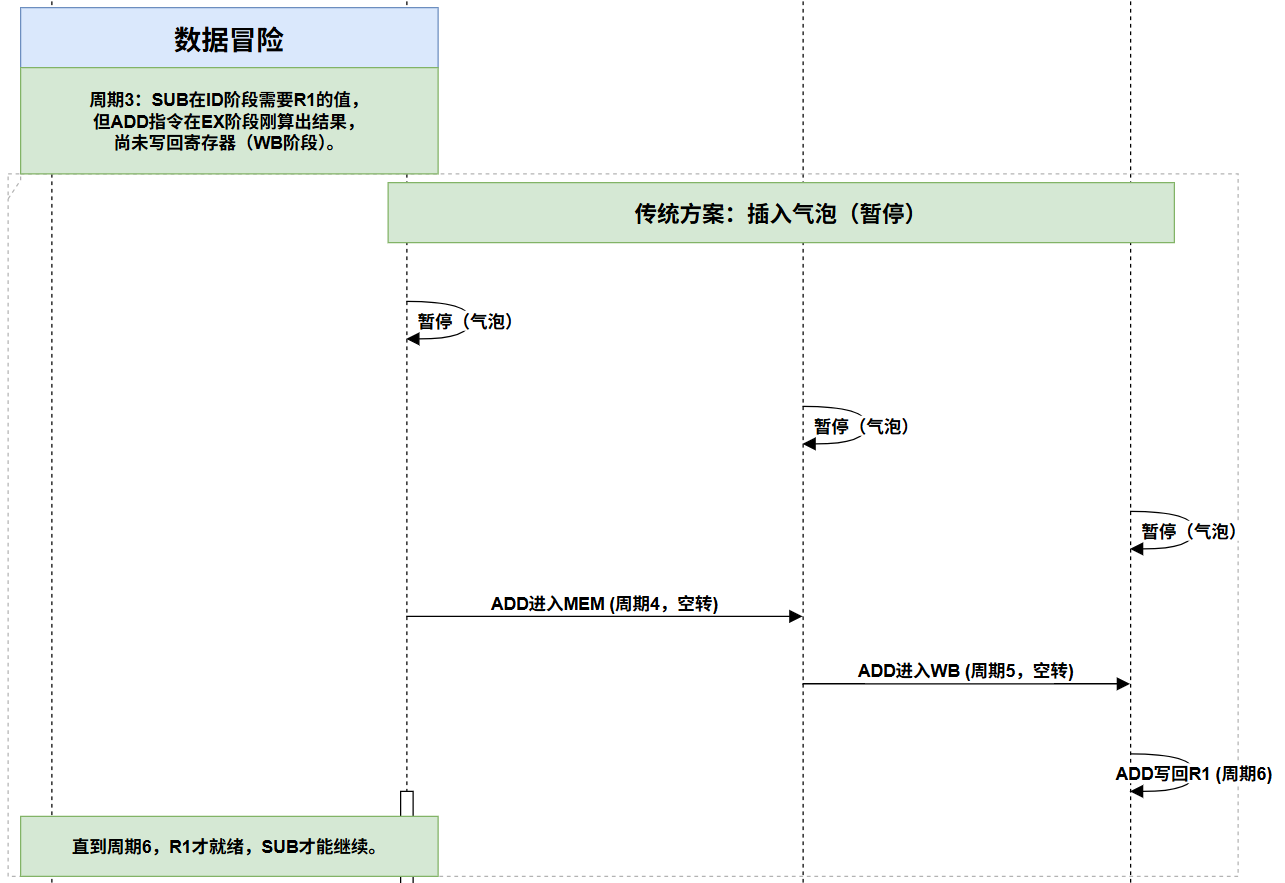 数据冒险
周期3：SUB在ID阶段需要R1的值，
但ADD指令在EX阶段刚算出结果，
尚未写回寄存器（WB阶段）。
传统方案：插入气泡（暂停）
暂停（气泡）
暂停（气泡）
暂停（气泡）
ADD进入MEM (周期4，空转)
ADD进入WB (周期5，空转)
ADD写回R1 (周期6)
直到周期6，R1才就绪，SUB才能继续。